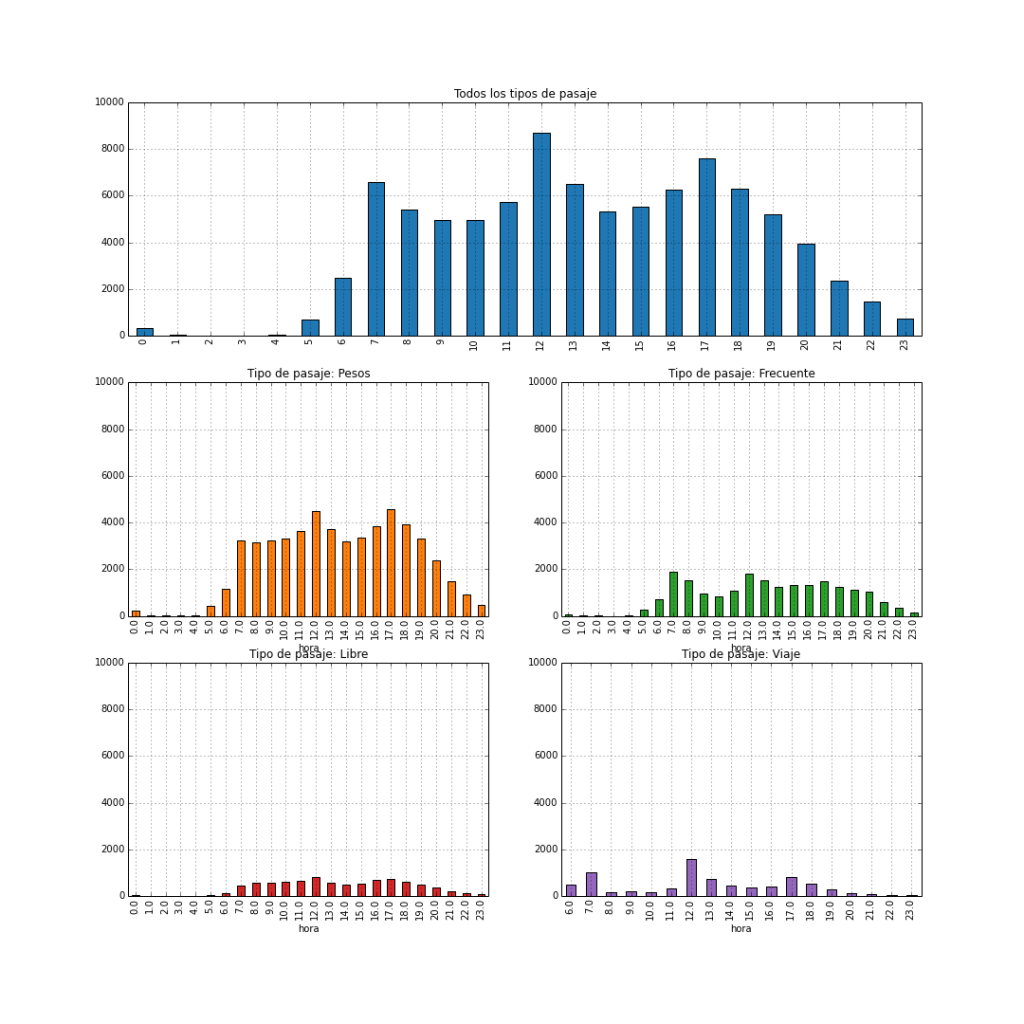 Todos los tipos de pasaje
10000
8000
6000
4000
2000
0
0 1 2 3 4 5 6 7 8 9 10 11 12 13 14 15 16 17 18 19 20 21 22 23
Tipo de pasaje: Pesos
10000
8000
6000
4000
2000
0
0.0 1.0 2.0 3.0 4.0 5.0 6.0 7.0 8.0 9.0 10.0 11.0 12.0 13.0 14.0 15.0 16.0 17.0 18.0 19.0 20.0 21.0 22.0 23.0
hora
Tipo de pasaje: Frecuente
10000
8000
6000
4000
2000
0
0.0 1.0 2.0 3.0 4.0 5.0 6.0 7.0 8.0 9.0 10.0 11.0 12.0 13.0 14.0 15.0 16.0 17.0 18.0 19.0 20.0 21.0 22.0 23.0
hora
Tipo de pasaje: Libre
10000
8000
6000
4000
2000
0
0.0 1.0 2.0 3.0 4.0 5.0 6.0 7.0 8.0 9.0 10.0 11.0 12.0 13.0 14.0 15.0 16.0 17.0 18.0 19.0 20.0 21.0 22.0 23.0
hora
Tipo de pasaje: Viaje
10000
8000
6000
4000
2000
0
6.0 7.0 8.0 9.0 10.0 11.0 12.0 13.0 14.0 15.0 16.0 17.0 18.0 19.0 20.0 21.0 22.0 23.0
hora